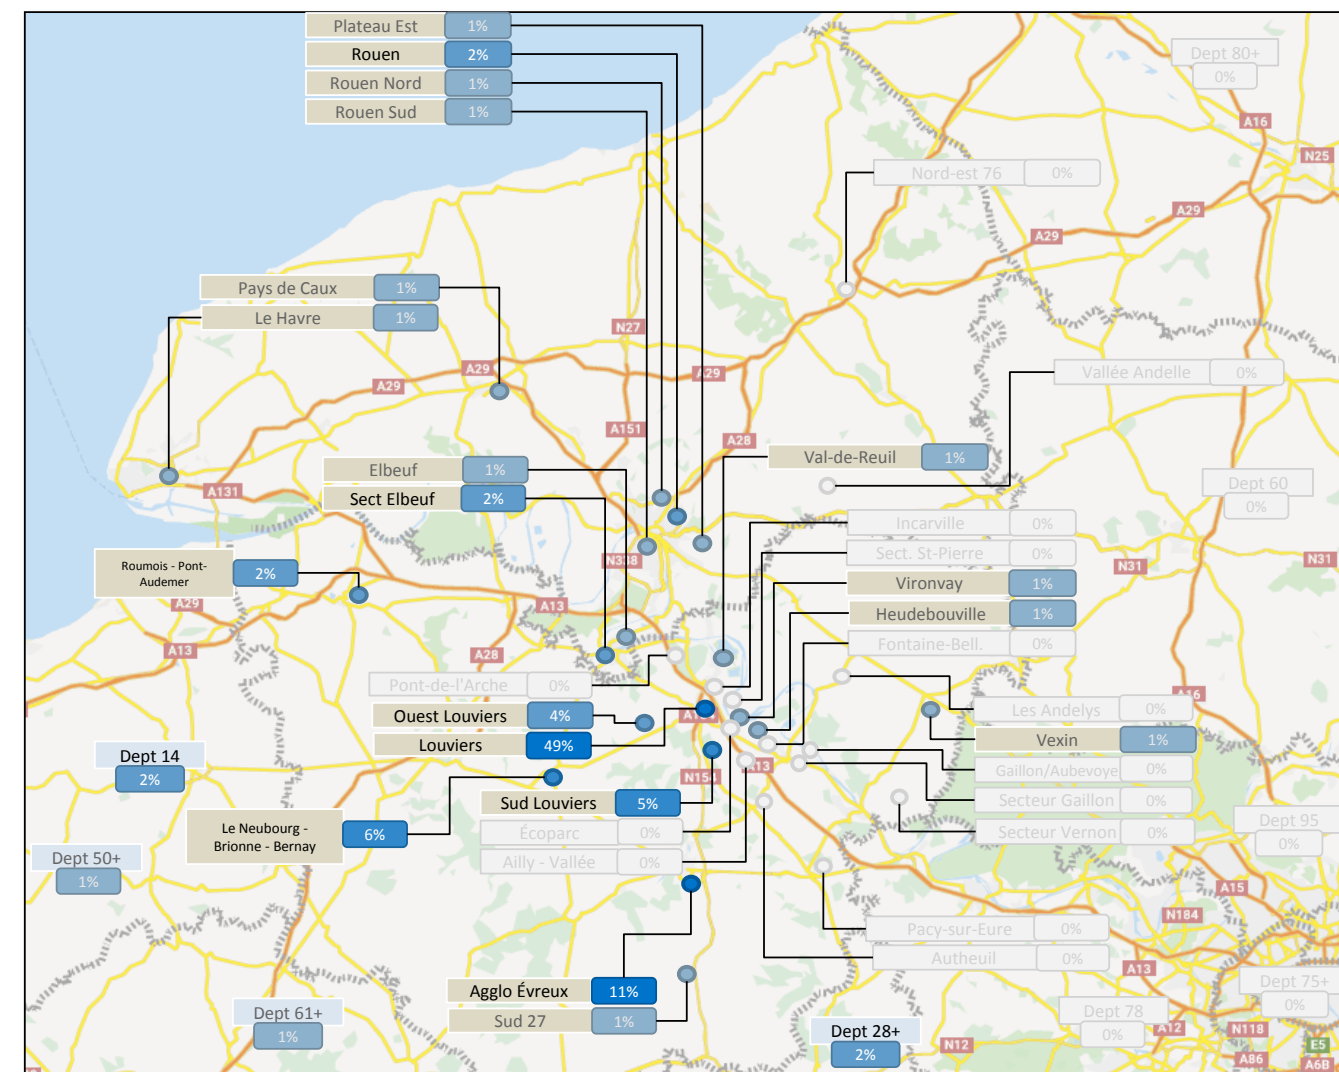 Plateau Est 1%
Rouen 2%
Rouen Nord 1%
Rouen Sud 1%
Dept 80+
0%
A16
N25
Nord-est 76 0%
A29
A29
Pays de Caux 1%
Le Havre 1%
N27
A29
A29
A29
Vallée Andelle 0%
A151
A28
Val-de-Reuil 1%
Elbeuf 1%
Sect Elbeuf 2%
A131
Dept 60
0%
Incarville 0%
Sect. St-Pierre 0%
N338
N31
N31
Roumois - Pont-
Audemer
2%
Vironvay 1%
Heudebouville 1%
A29
A13
A13
Fontaine-Bell. 0%
A28
Pont-de-l'Arche 0%
A16
Les Andelys 0%
Ouest Louviers 4%
Louviers 49%
Vexin 1%
Dept 14
2%
N154
A13
Gaillon/Aubevoye 0%
Sud Louviers 5%
Secteur Gaillon 0%
Le Neubourg -
Brionne - Bernay
6%
Écoparc 0%
Secteur Vernon 0%
Dept 95
0%
Ailly - Vallée 0%
Dept 50+
1%
A15
N184
Pacy-sur-Eure 0%
Autheuil 0%
A13
Agglo Évreux 11%
Sud 27 1%
Dept 75+
0%
Dept 61+
1%
Dept 78
0%
Dept 28+
2%
A12
N118
N12
E5
A86
A6B